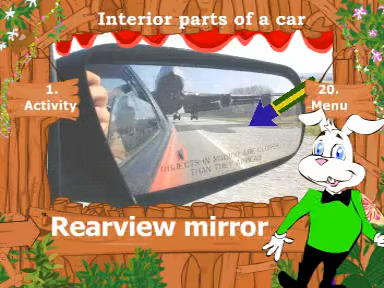 Interior parts of a car
1.
Activity
20.
Menu
OBJECTS IN MIRROR ARE CLOSER
THAN THEY APPEAR
Rearview mirror